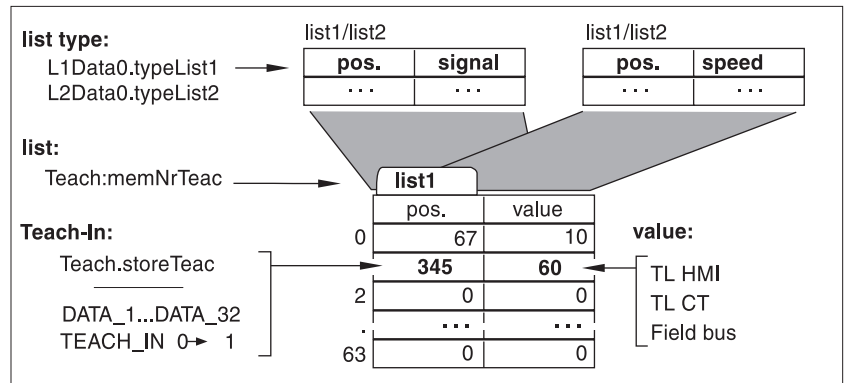 list type:
L1Data0.typeList1
L2Data0.typeList2
list1/list2
pos. signal
... ...
list1/list2
pos. speed
... ...
list:
Teach:memNrTeac
list1
pos. value
0 67 10
345 60
2 0 0
. ... ...
63 0 0
Teach-In:
Teach.storeTeac
DATA_1...DATA_32
TEACH_IN 0 1
value:
TL HMI
TL CT
Field bus